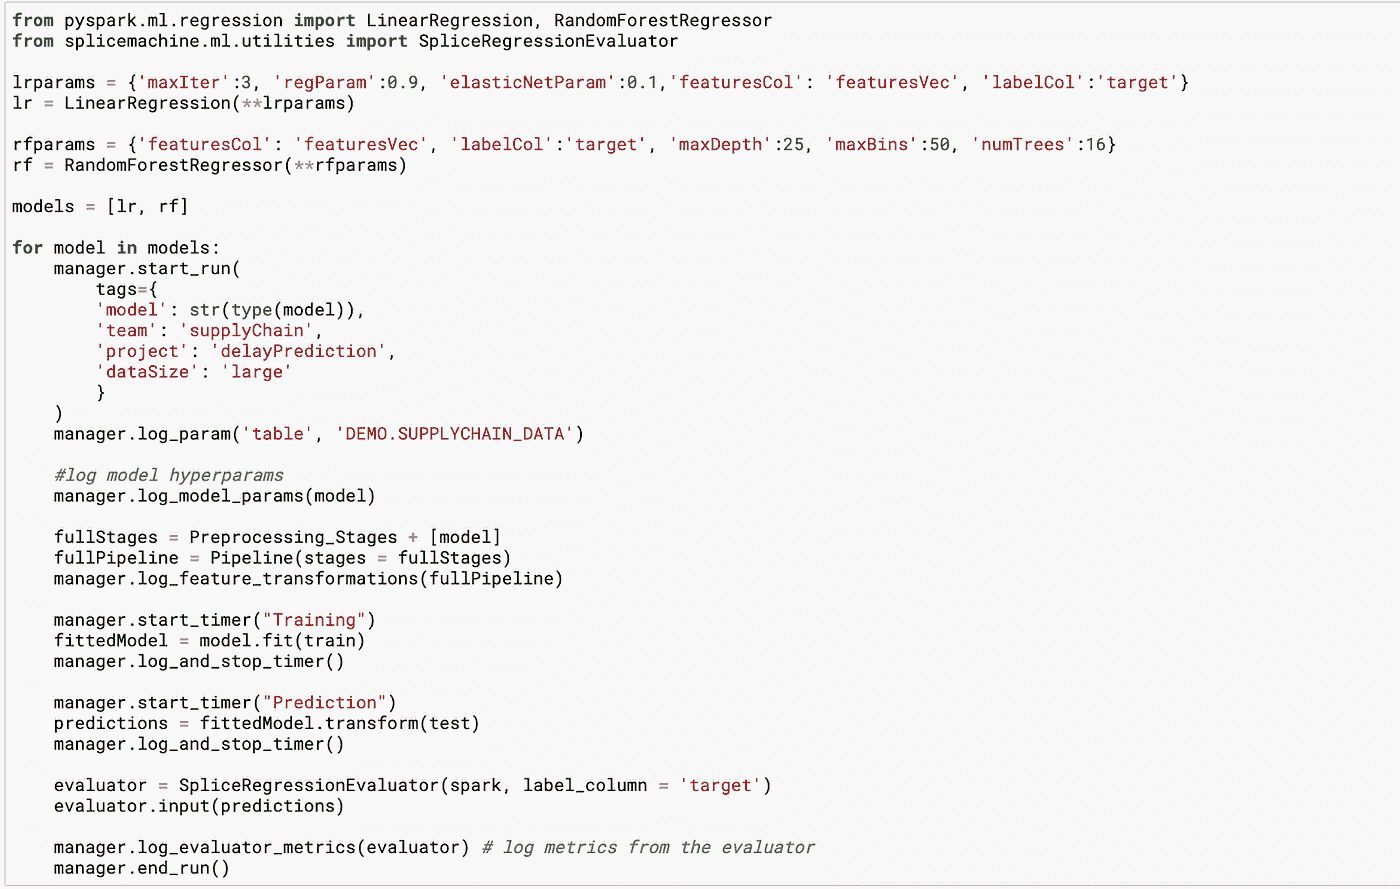 from pyspark.ml.regression import LinearRegression, RandomForestRegressor
from splicemachine.ml.utilities import SpliceRegressionEvaluator

lrparams = {'maxIter':3, 'regParam':0.9, 'elasticNetParam':0.1,'featuresCol': 'featuresVec', 'labelCol':'target'}
lr = LinearRegression(**lrparams)

rfparams = {'featuresCol': 'featuresVec', 'labelCol':'target', 'maxDepth':25, 'maxBins':50, 'numTrees':16}
rf = RandomForestRegressor(**rfparams)

models = [lr, rf]

for model in models:
    manager.start_run(
        tags={
        'model': str(type(model)),
        'team': 'supplyChain',
        'project': 'delayPrediction',
        'dataSize': 'large'
        }
    )
    manager.log_param('table', 'DEMO.SUPPLYCHAIN_DATA')

    #log model hyperparams
    manager.log_model_params(model)

    fullStages = Preprocessing_Stages + [model]
    fullPipeline = Pipeline(stages = fullStages)
    manager.log_feature_transformations(fullPipeline)

    manager.start_timer("Training")
    fittedModel = model.fit(train)
    manager.log_and_stop_timer()

    manager.start_timer("Prediction")
    predictions = fittedModel.transform(test)
    manager.log_and_stop_timer()

    evaluator = SpliceRegressionEvaluator(spark, label_column = 'target')
    evaluator.input(predictions)

    manager.log_evaluator_metrics(evaluator) # log metrics from the evaluator
    manager.end_run()